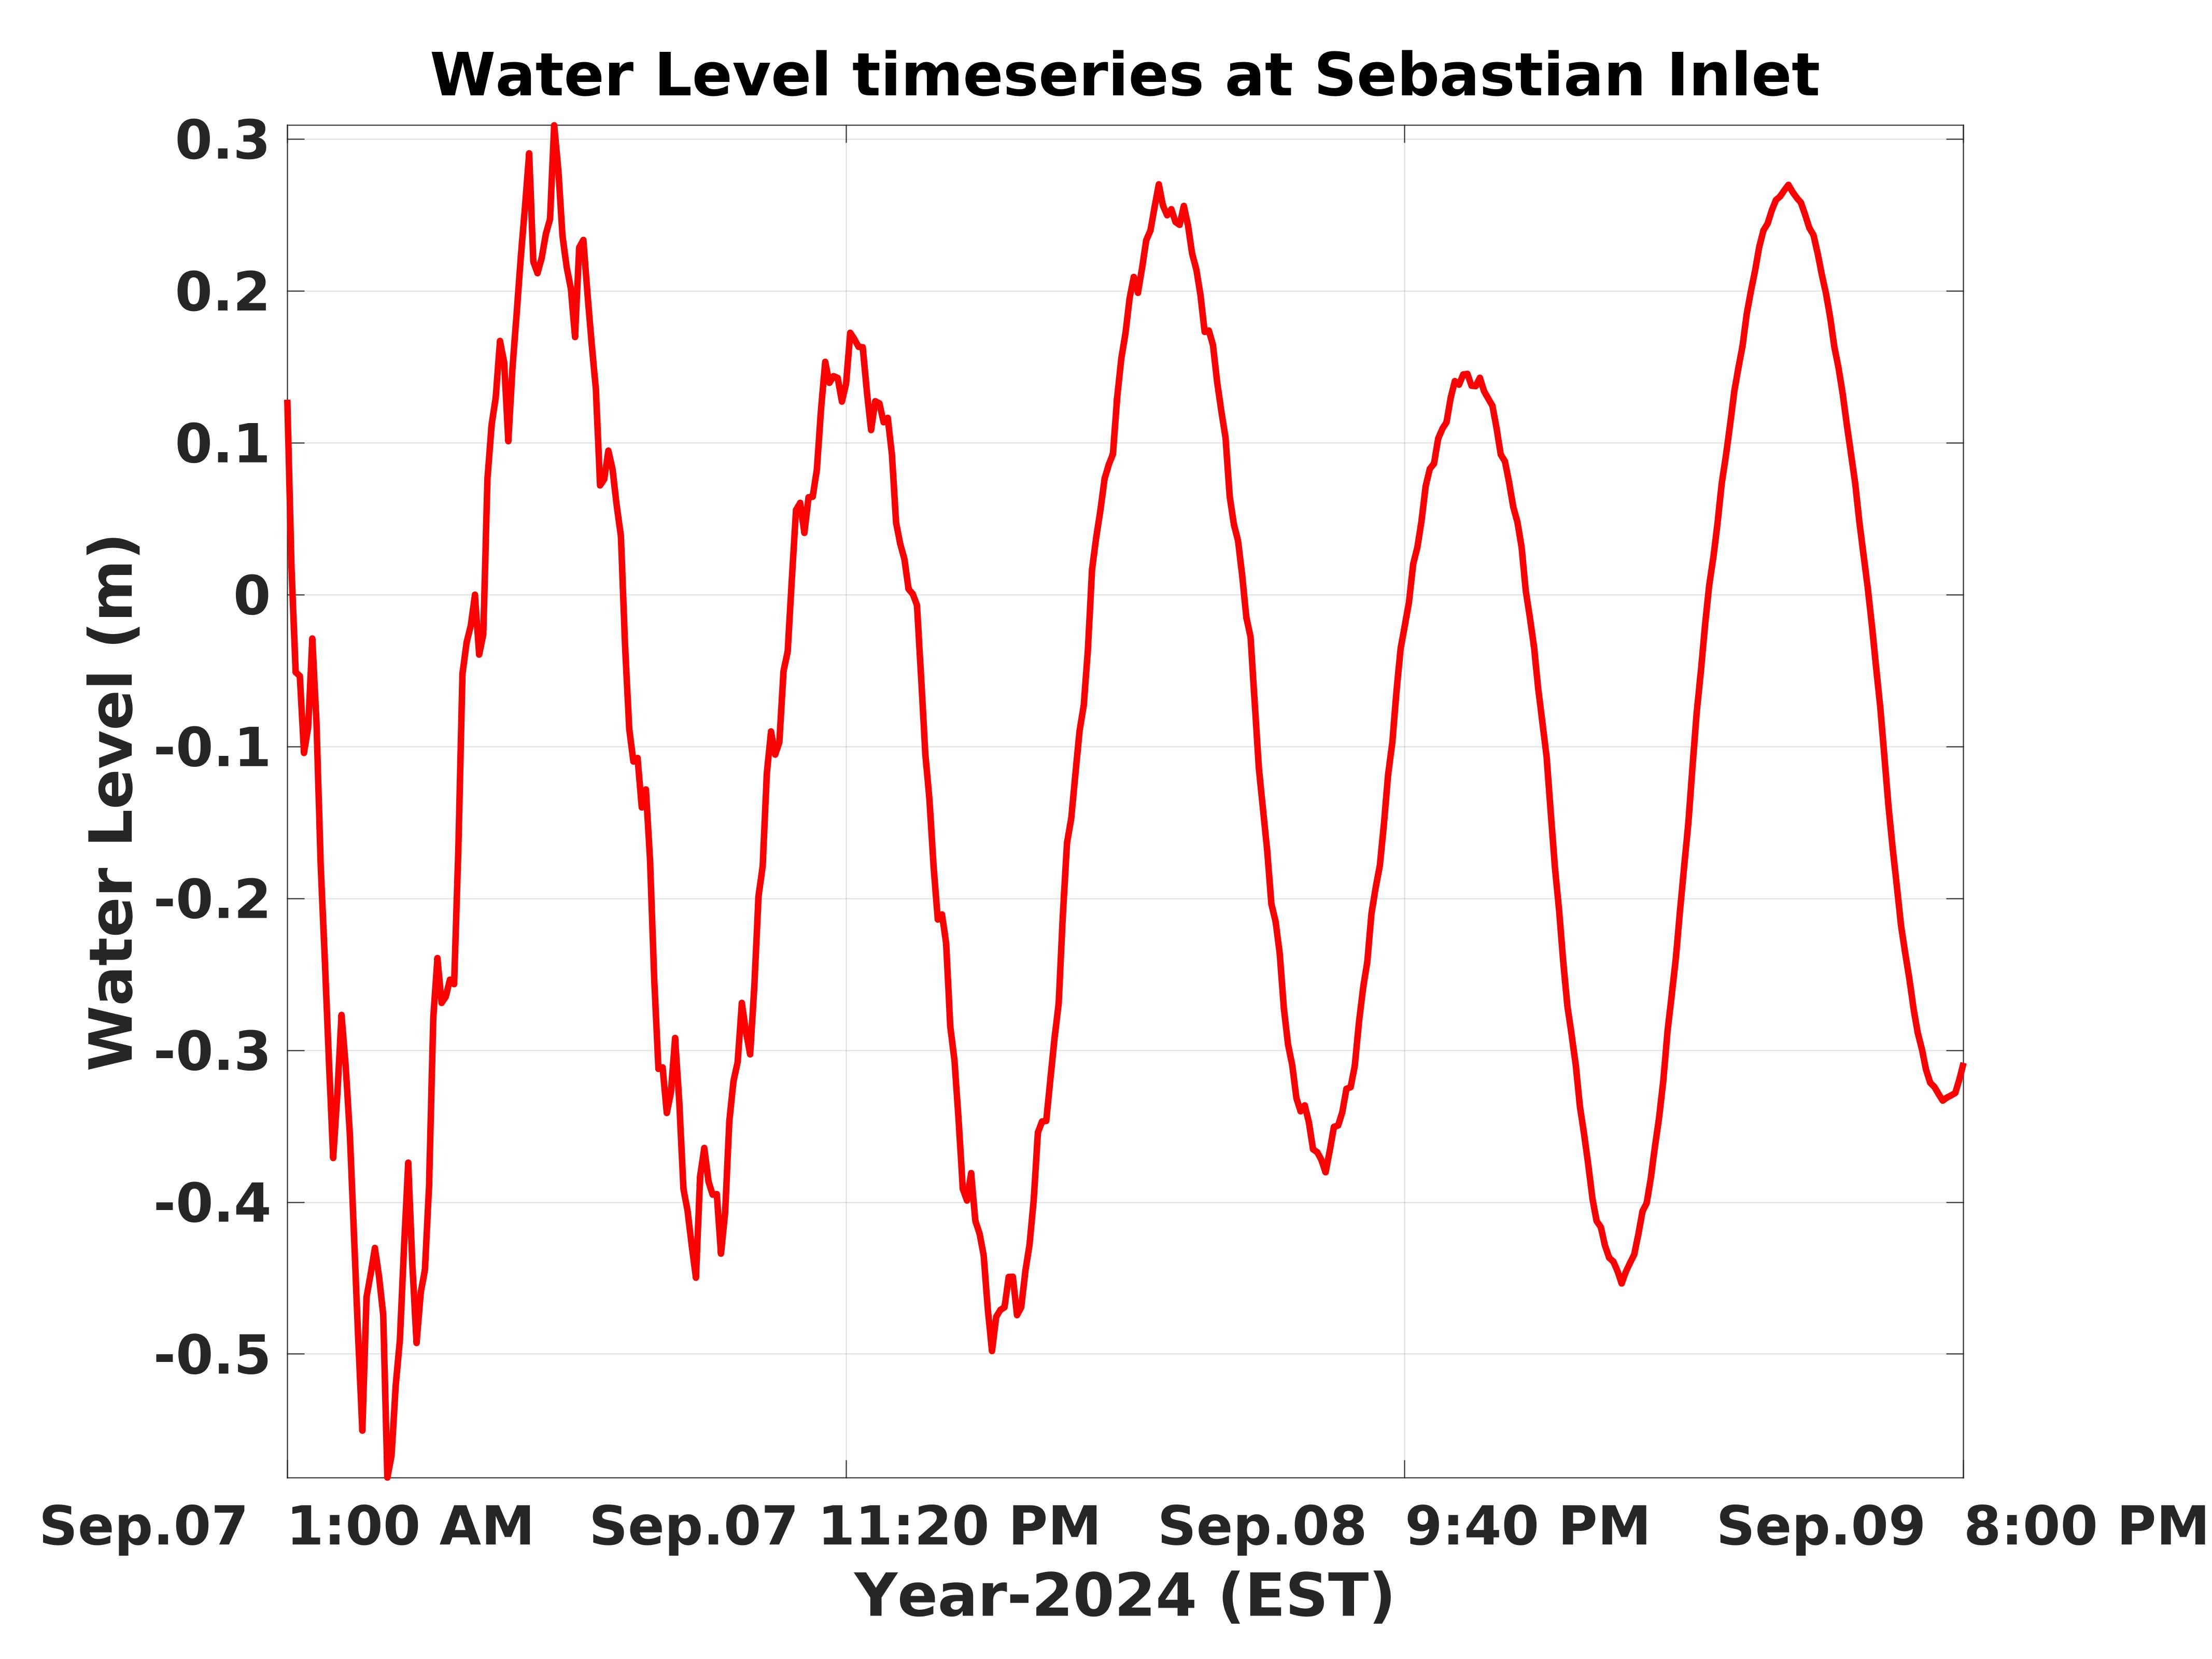 Water Level timeseries at Sebastian Inlet
0.3
0.2
0.1
0
-0.1
-0.2
-0.3
-0.4
-0.5
Water Level (m)
Sep.07 1:00 AM Sep.07 11:20 PM Sep.08 9:40 PM Sep.09 8:00 PM
Year-2024 (EST)